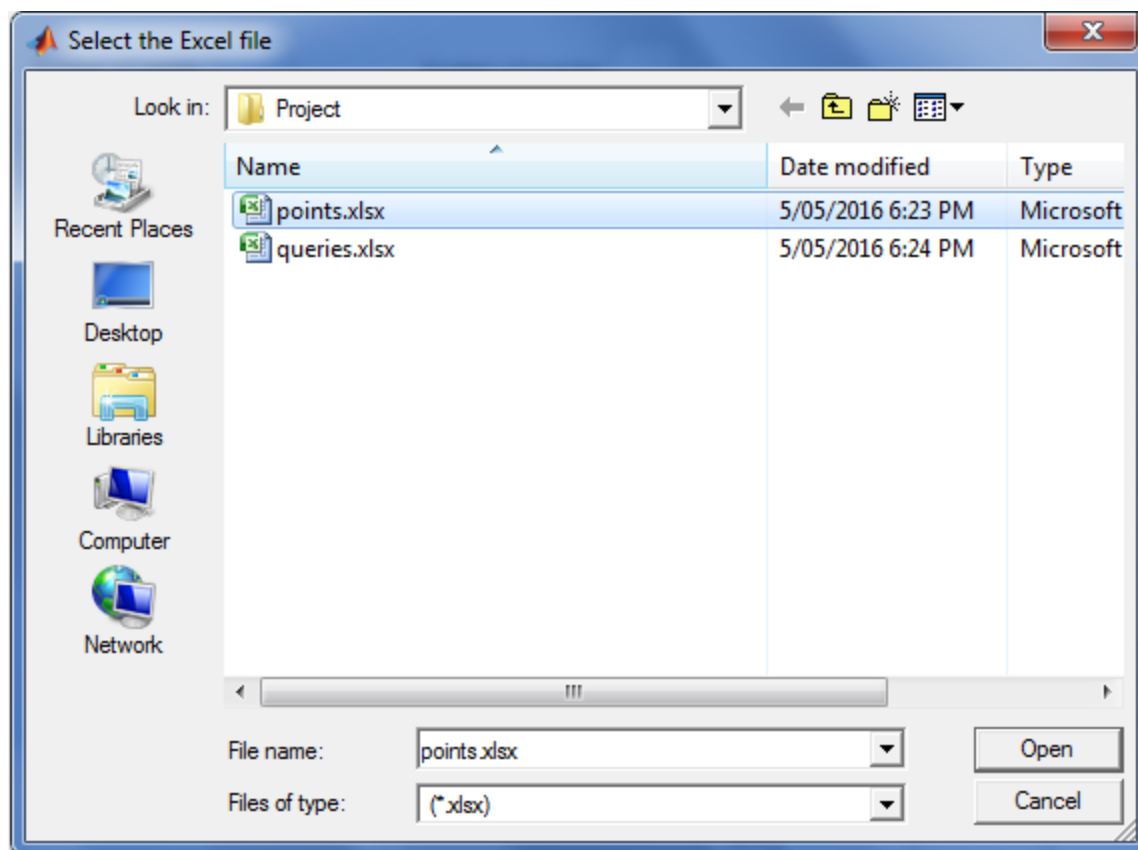 Select the Excel file
Look in: Project
Name Date modified Type
points.xlsx 5/05/2016 6:23 PM Microsoft
queries.xlsx 5/05/2016 6:24 PM Microsoft
Recent Places
Desktop
Libraries
Computer
Network
File name: points.xlsx Open
Files of type: (*.xlsx) Cancel